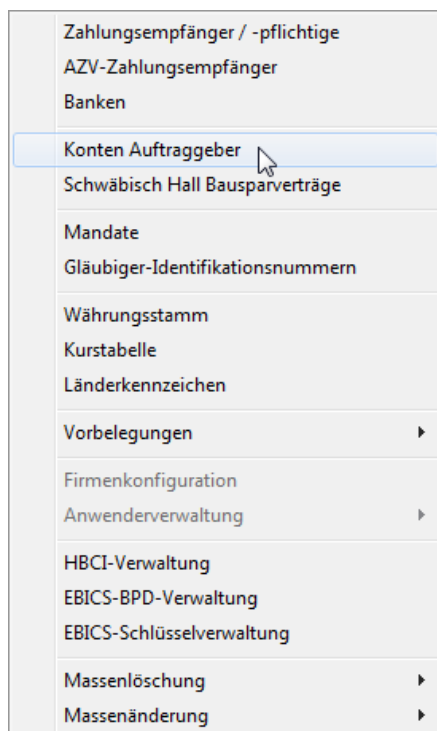 Zahlungsempfänger / -pflichtige
AZV-Zahlungsempfänger
Banken
Konten Auftraggeber
Schwäbisch Hall Bausparverträge
Mandate
Gläubiger-Identifikationsnummern
Währungsstamm
Kurstabelle
Länderkennzeichen
Vorbelegungen
Firmenkonfiguration
Anwenderverwaltung
HBCI-Verwaltung
EBICS-BPD-Verwaltung
EBICS-Schlüsselverwaltung
Massenlöschung
Massenänderung